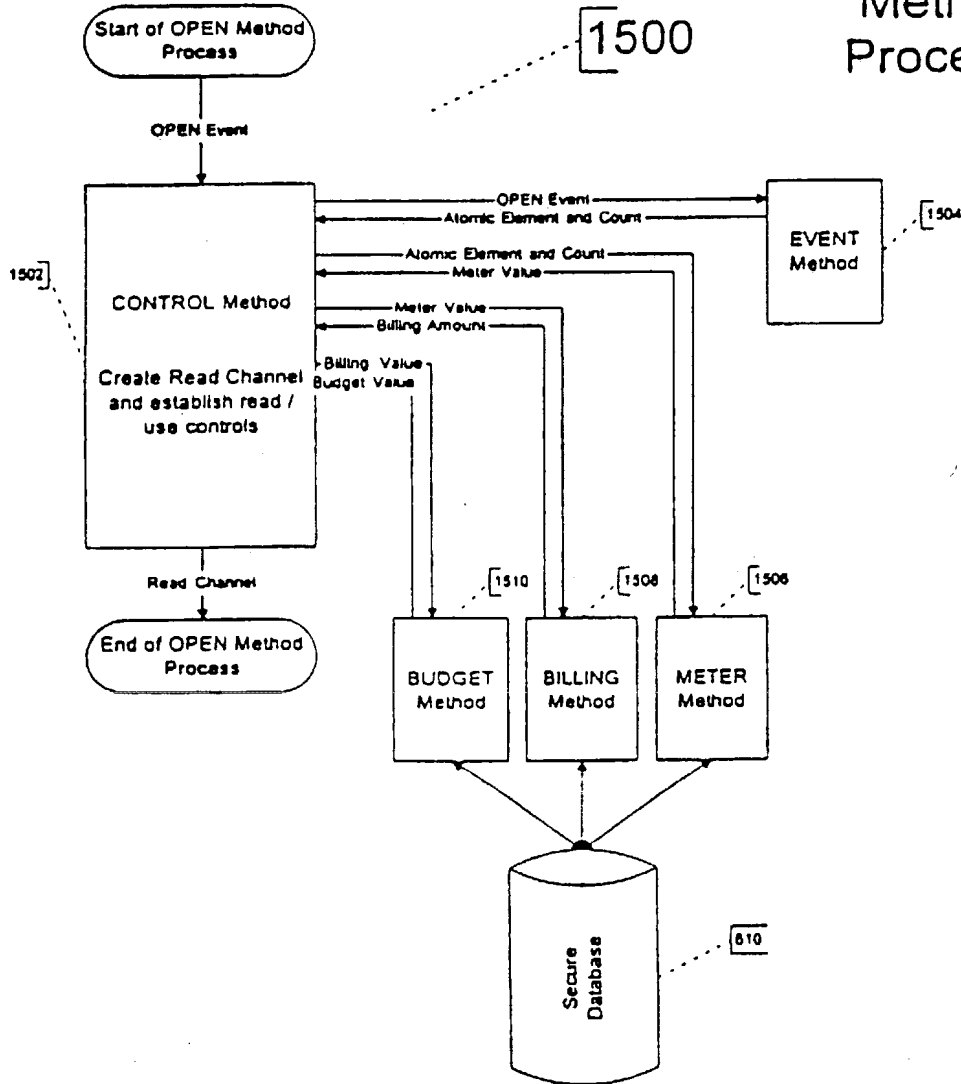 Start of OPEN Method
Process
1500
Proce
OPEN Event
OPEN Event
Atomic Element and Count
EVENT
Method
1504
Atomic Element and Count
Meter Value
1502
CONTROL Method
Meter Value
Billing Amount
Create Read Channel
and establish read /
use controls
Billing Value
Budget Value
Read Channel
End of OPEN Method
Process
1510
1508
1506
BUDGET
Method
BILLING
Method
METER
Method
Secure
Database
610